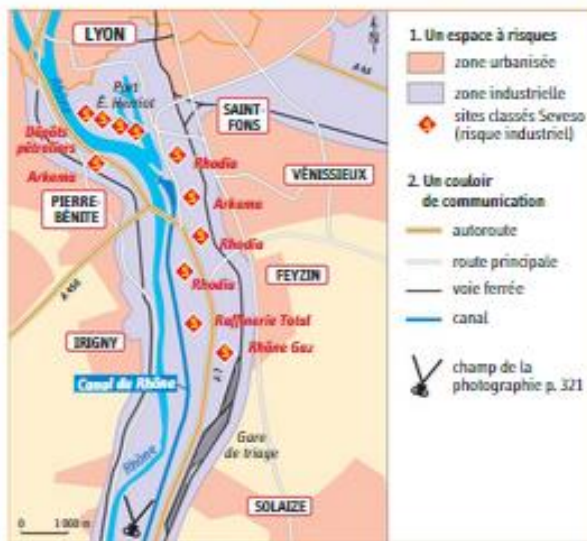 LYON
A 46
Rhône
Port
É. Herriot
SAINT-
FONS
Dépôts
pétroliers
Rhodia
Arkema
VÉNISSIEUX
PIERRE-
BÉNITE
Arkema
Rhodia
FEYZIN
Rhodia
A 450
Raffinerie Total
IRIGNY
Rhône Gaz
A 7
Canal du Rhône
Gare
de triage
Rhône
SOLAIZE
0 1 000 m
1. Un espace à risques
zone urbanisée
zone industrielle
sites classés Seveso
(risque industriel)
2. Un couloir
de communication
autoroute
route principale
voie ferrée
canal
champ de la
photographie p. 321